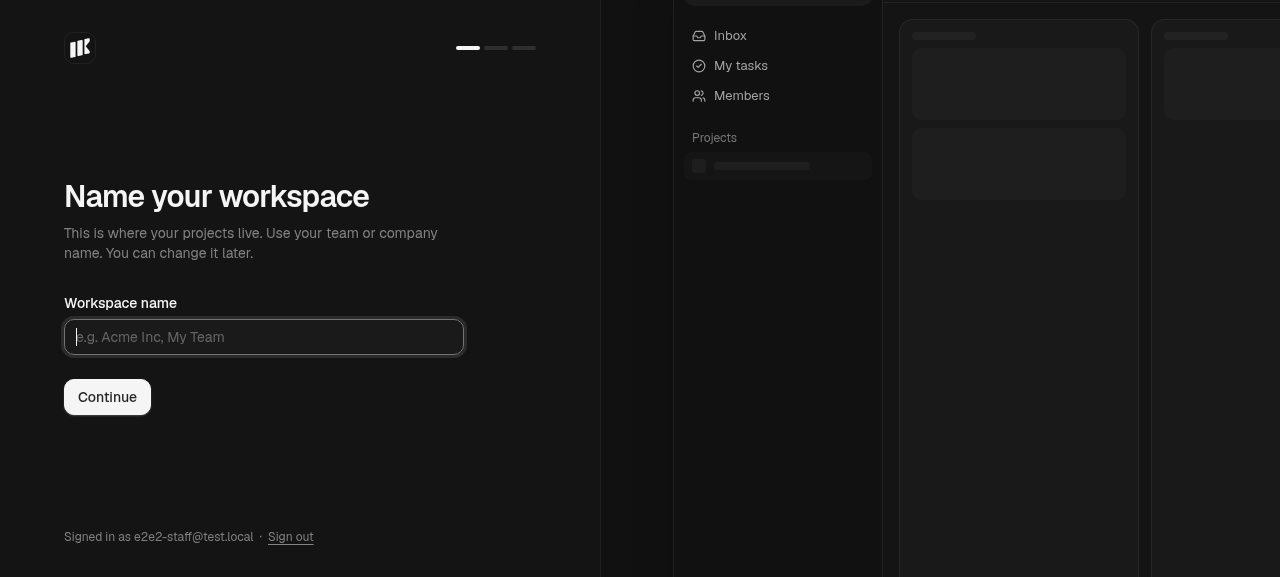 Name your workspace
This is where your projects live. Use your team or company
name. You can change it later.
Workspace name
e.g. Acme Inc, My Team
Continue
Signed in as e2e2-staff@test.local · Sign out
Inbox
My tasks
Members
Projects